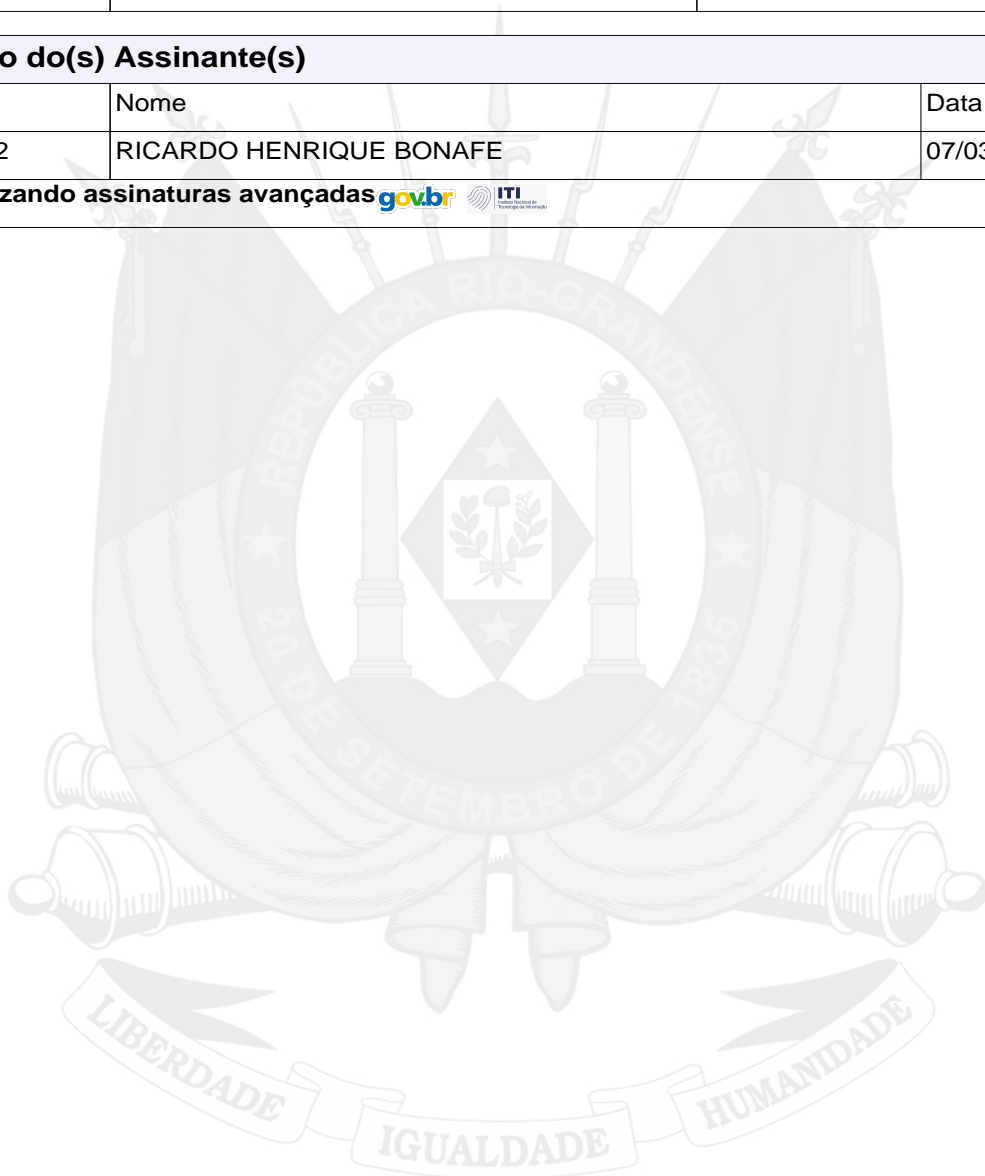 o do(s) Assinante(s)
Nome Data
2 RICARDO HENRIQUE BONAFE 07/03
zando assinaturas avançadas gov.br ITI
REPÚBLICA RIO-GRANDENSE
20 DE SETEMBRO DE 1835
LIBERDADE IGUALDADE HUMANIDADE